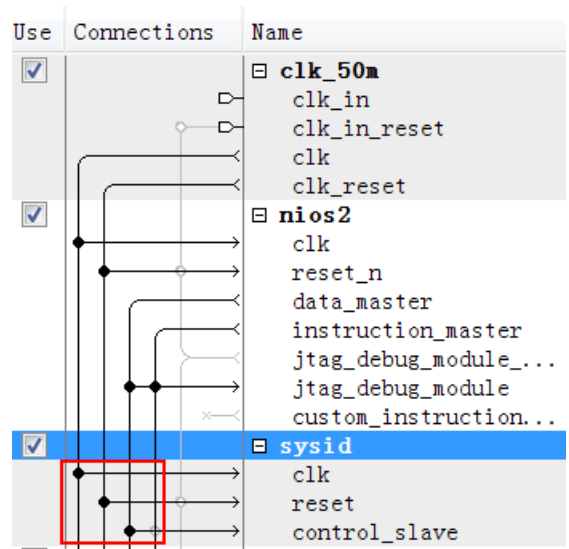 Use Connections Name
clk_50m
clk_in
clk_in_reset
clk
clk_reset
nios2
clk
reset_n
data_master
instruction_master
jtag_debug_module_...
jtag_debug_module
custom_instruction...
sysid
clk
reset
control_slave